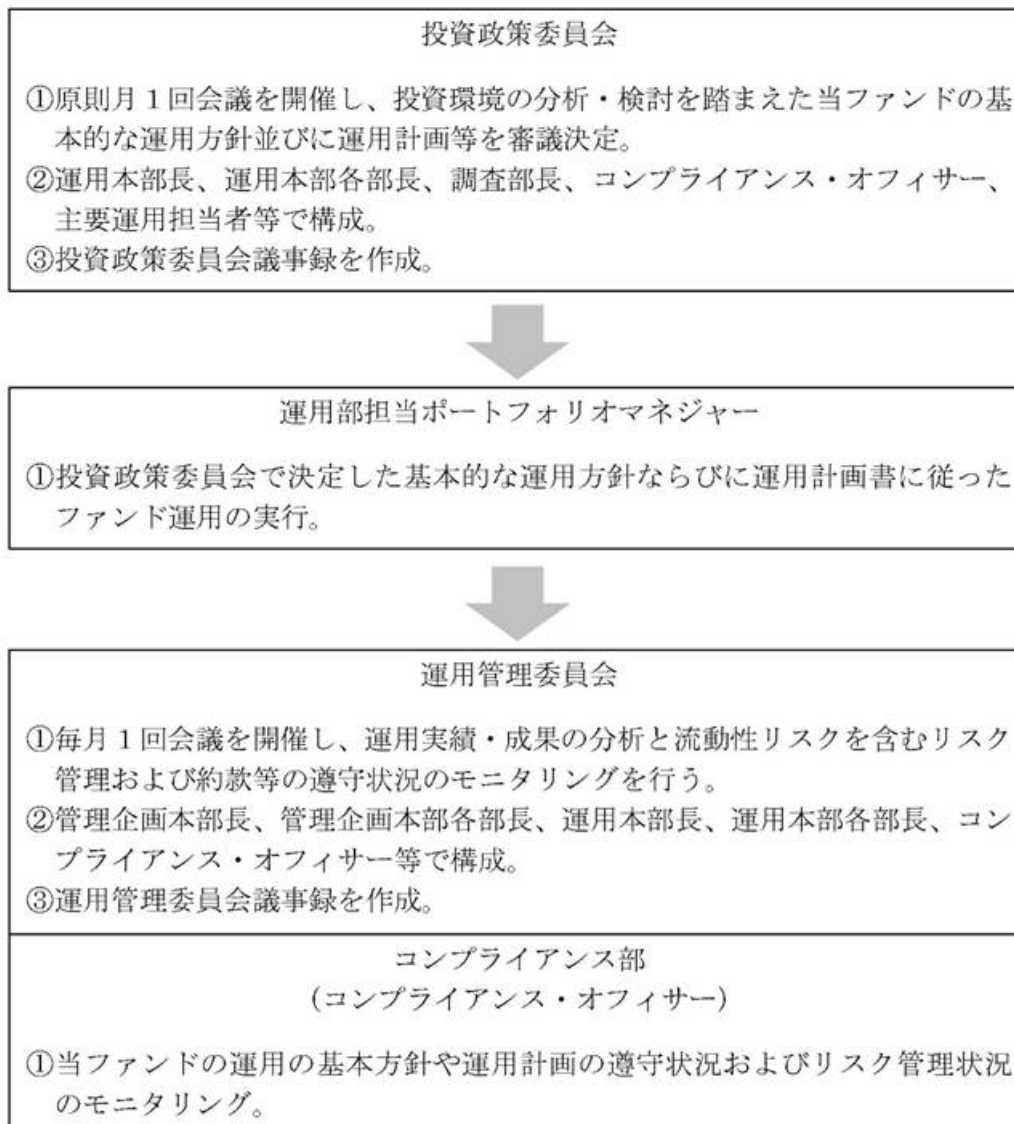 投資政策委員会
①原則月１回会議を開催し、投資環境の分析・検討を踏まえた当ファンドの基
本的な運用方針並びに運用計画等を審議決定。
②運用本部長、運用本部各部長、調査部長、コンプライアンス・オフィサー、
主要運用担当者等で構成。
③投資政策委員会議事録を作成。
運用部担当ポートフォリオマネジャー
①投資政策委員会で決定した基本的な運用方針ならびに運用計画書に従った
ファンド運用の実行。
運用管理委員会
①毎月１回会議を開催し、運用実績・成果の分析と流動性リスクを含むリスク
管理および約款等の遵守状況のモニタリングを行う。
②管理企画本部長、管理企画本部各部長、運用本部長、運用本部各部長、コン
プライアンス・オフィサー等で構成。
③運用管理委員会議事録を作成。
コンプライアンス部
(コンプライアンス・オフィサー)
①当ファンドの運用の基本方針や運用計画の遵守状況およびリスク管理状況
のモニタリング。